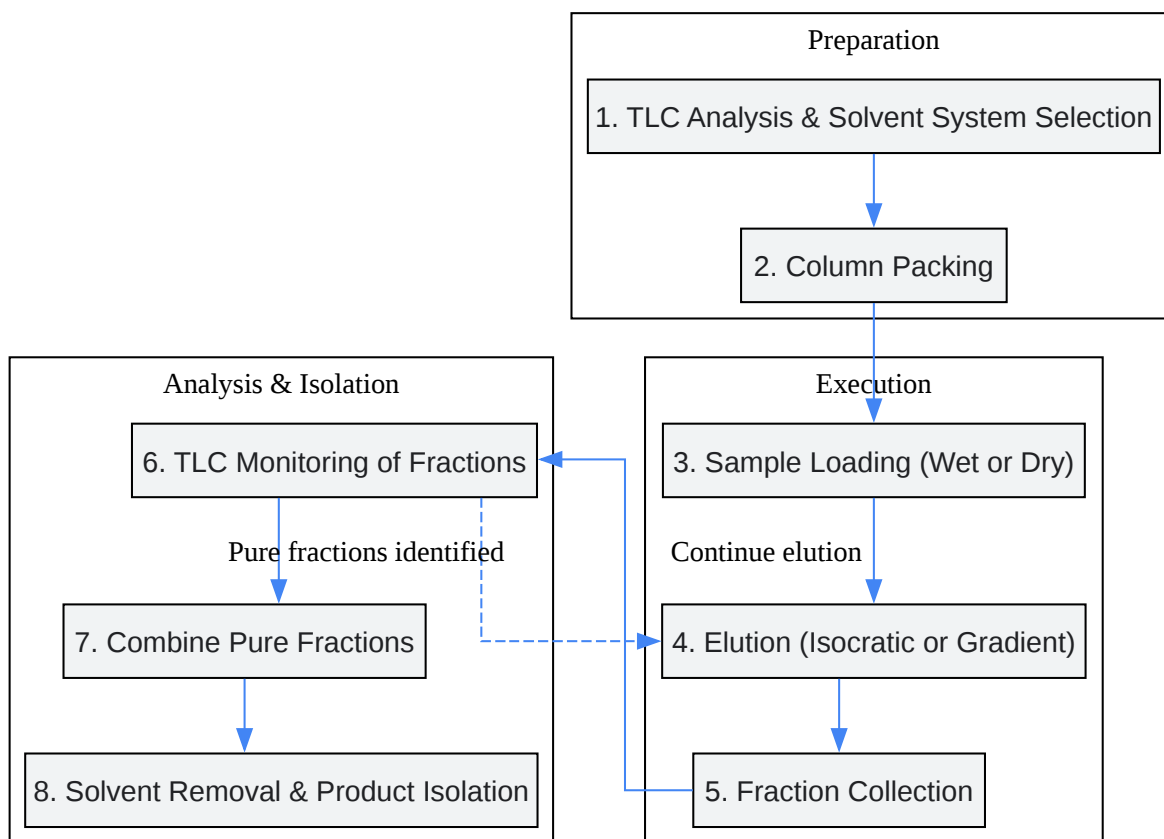 Preparation
1. TLC Analysis & Solvent System Selection
2. Column Packing
Execution
3. Sample Loading (Wet or Dry)
Continue elution
4. Elution (Isocratic or Gradient)
5. Fraction Collection
Analysis & Isolation
6. TLC Monitoring of Fractions
Pure fractions identified
7. Combine Pure Fractions
8. Solvent Removal & Product Isolation